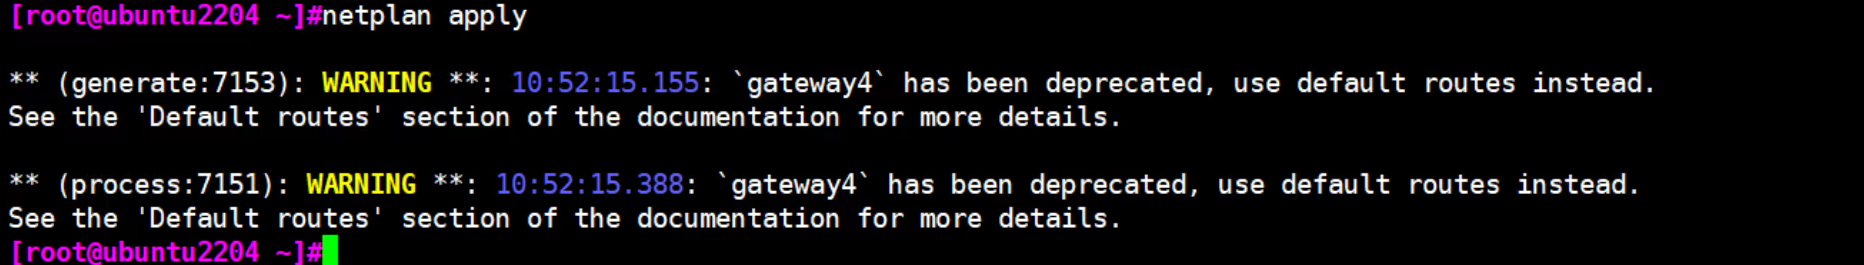 [root@ubuntu2204 ~]#netplan apply
** (generate:7153): WARNING **: 10:52:15.155: `gateway4` has been deprecated, use default routes instead.
See the 'Default routes' section of the documentation for more details.
** (process:7151): WARNING **: 10:52:15.388: `gateway4` has been deprecated, use default routes instead.
See the 'Default routes' section of the documentation for more details.
[root@ubuntu2204 ~]#